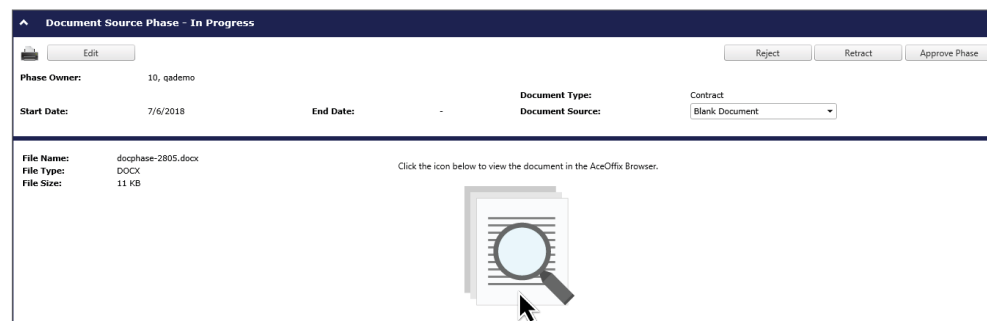 Document Source Phase - In Progress
Edit Reject Retract Approve Phase
Phase Owner: 10, qademo
Document Type: Contract
Start Date: 7/6/2018 End Date: - Document Source: Blank Document
File Name: docphase-2805.docx
Click the icon below to view the document in the AceOffix Browser.
File Type: DOCX
File Size: 11 KB